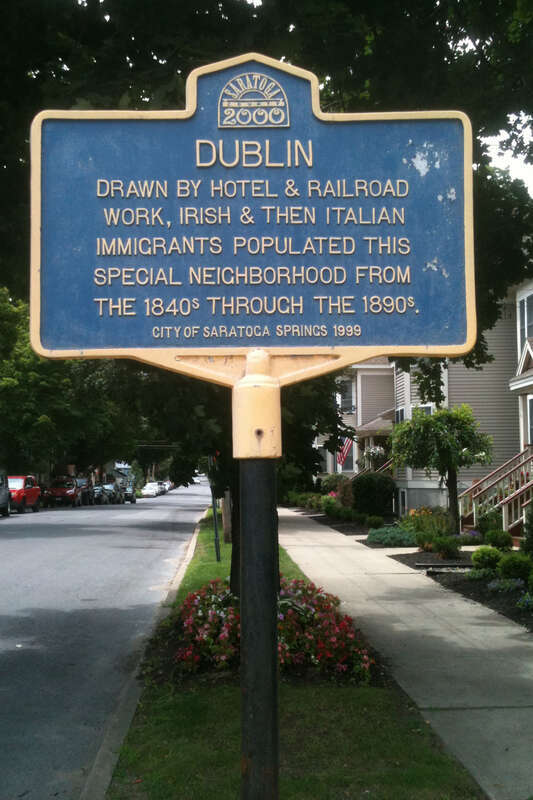 SARATOGA
COUNTY
2000
DUBLIN
DRAWN BY HOTEL & RAILROAD
WORK, IRISH & THEN ITALIAN
IMMIGRANTS POPULATED THIS
SPECIAL NEIGHBORHOOD FROM
THE 1840s THROUGH THE 1890s.
CITY OF SARATOGA SPRINGS 1999